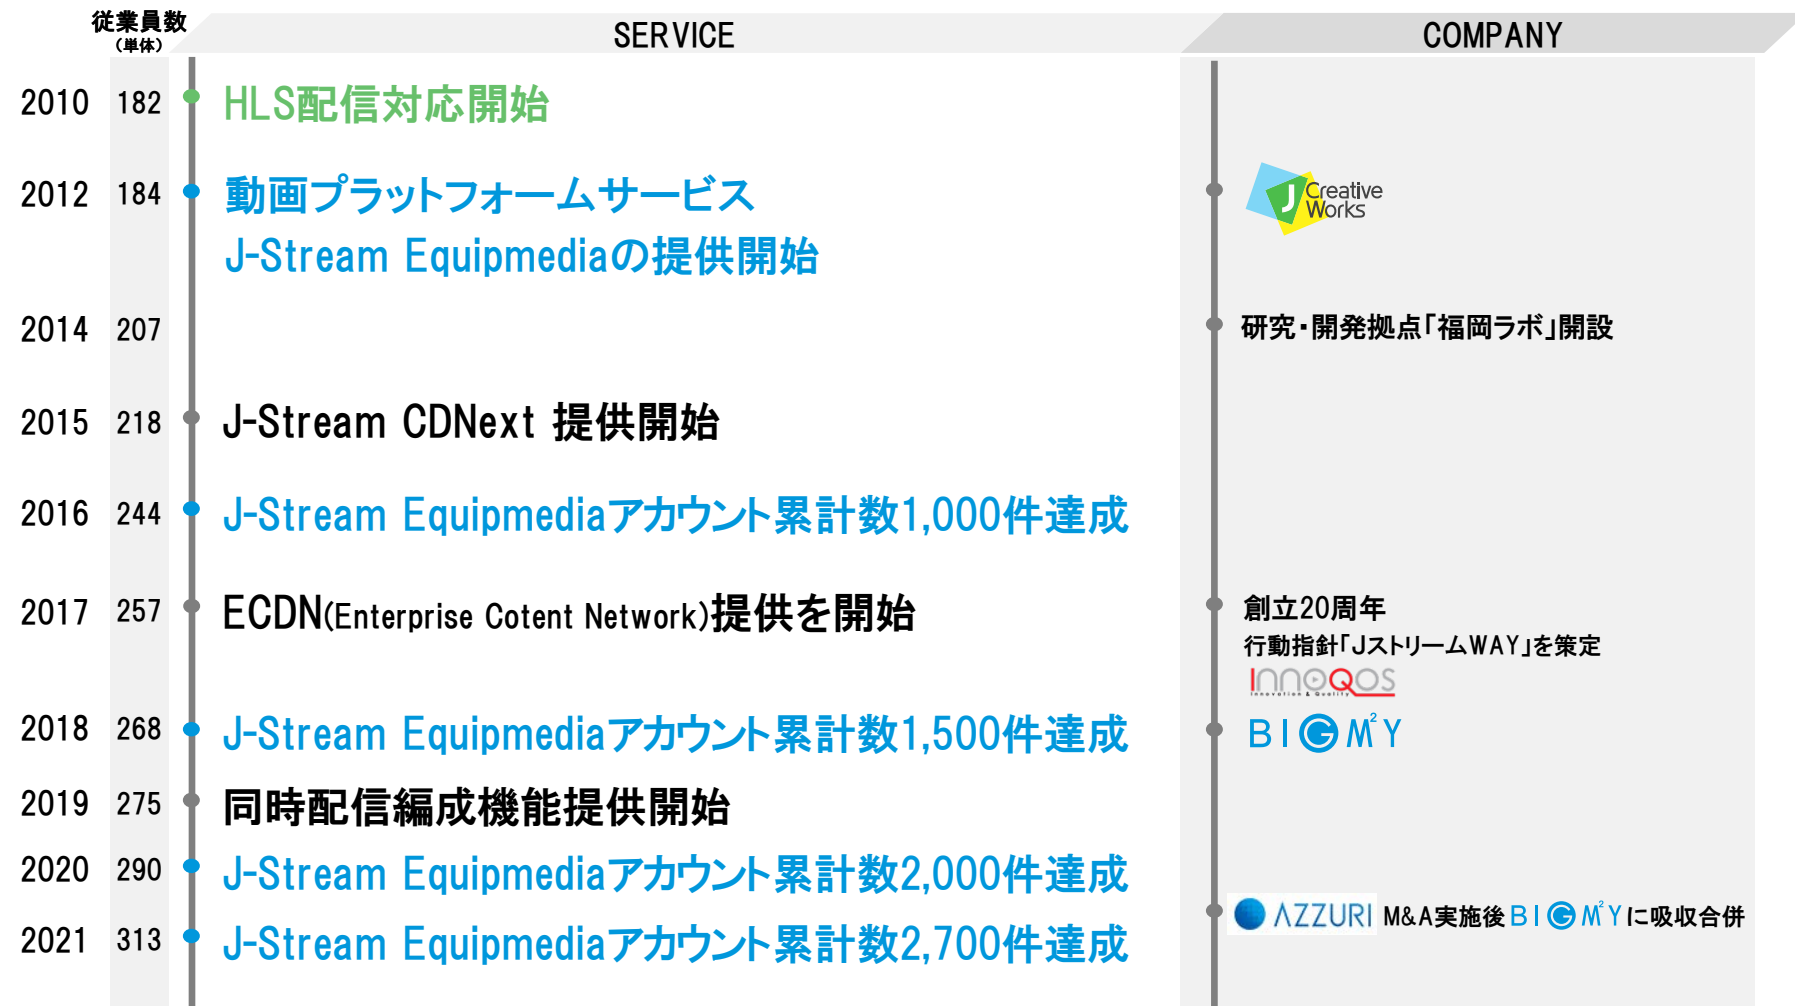 従業員数
（単体）
SERVICE
COMPANY
2010 182 HLS配信対応開始
2012 184 動画プラットフォームサービス
J-Stream Equipmediaの提供開始
J Creative
Works
2014 207
研究・開発拠点「福岡ラボ」開設
2015 218 J-Stream CDNext 提供開始
2016 244 J-Stream Equipmediaアカウント累計数1,000件達成
2017 257 ECDN(Enterprise Cotent Network)提供を開始
創立20周年
行動指針「JストリームWAY」を策定
INNOQOS
Innovation & Quality
2018 268 J-Stream Equipmediaアカウント累計数1,500件達成
BIGM²Y
2019 275 同時配信編成機能提供開始
2020 290 J-Stream Equipmediaアカウント累計数2,000件達成
AZZURI M&A実施後BIGM²Yに吸収合併
2021 313 J-Stream Equipmediaアカウント累計数2,700件達成